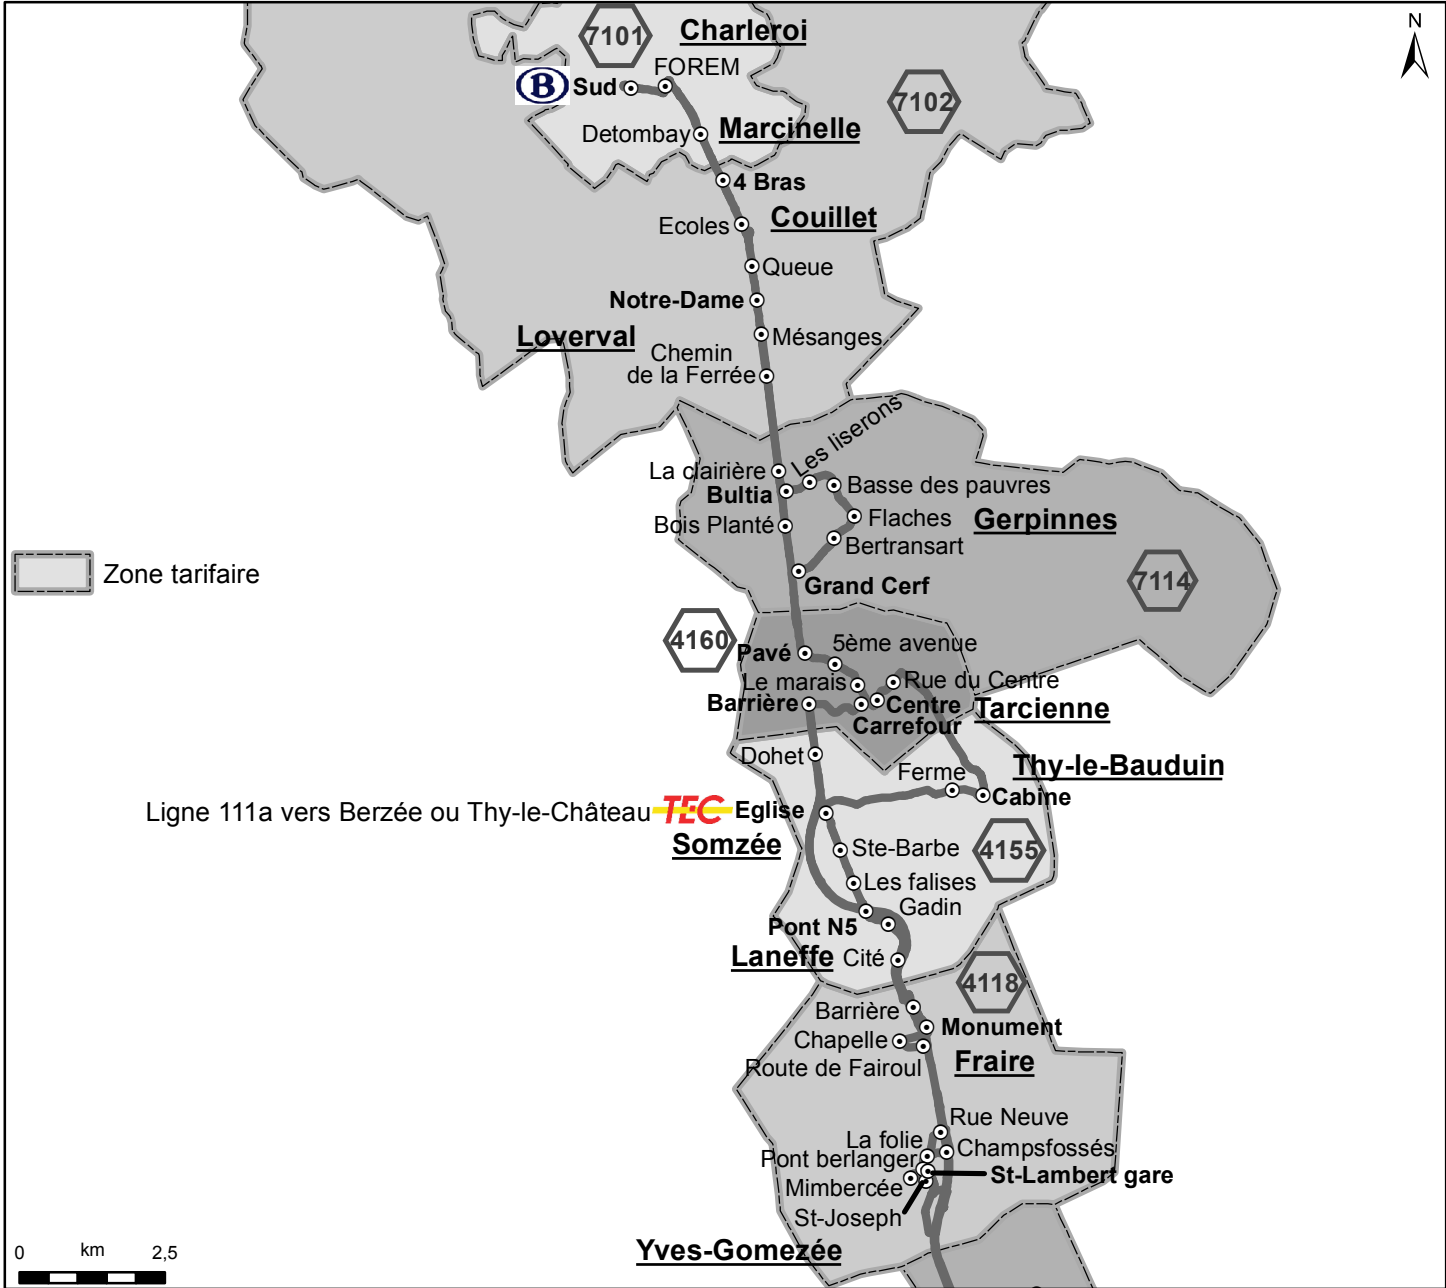 N
7101
Charleroi
FOREM
B
Sud
7102
Detombay
Marcinelle
4 Bras
Couillet
Ecoles
Queue
Notre-Dame
Loverval
Mésanges
Chemin
de la Ferrée
Les liserons
La clairière
Bultia
Basse des pauvres
Bois Planté
Flaches
Gerpinnes
Bertransart
Zone tarifaire
Grand Cerf
7114
4160
Pavé
5ème avenue
Le marais
Rue du Centre
Barrière
Centre
Tarcienne
Carrefour
Dohet
Ferme
Thy-le-Bauduin
Cabine
Ligne 111a vers Berzée ou Thy-le-Château
TEC
Eglise
Somzée
Ste-Barbe
4155
Les falises
Gadin
Pont N5
Laneffe
Cité
4118
Barrière
Monument
Chapelle
Route de Fairoul
Fraire
Rue Neuve
La folie
Champsfossés
Pont berlanger
St-Lambert gare
Mimbercée
St-Joseph
Yves-Gomezée
0 km 2,5